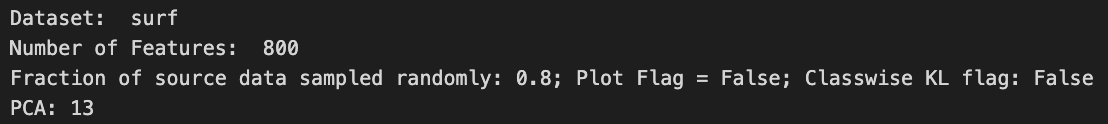 Dataset:  surf
Number of Features:  800
Fraction of source data sampled randomly: 0.8; Plot Flag = False; Classwise KL flag: False
PCA: 13